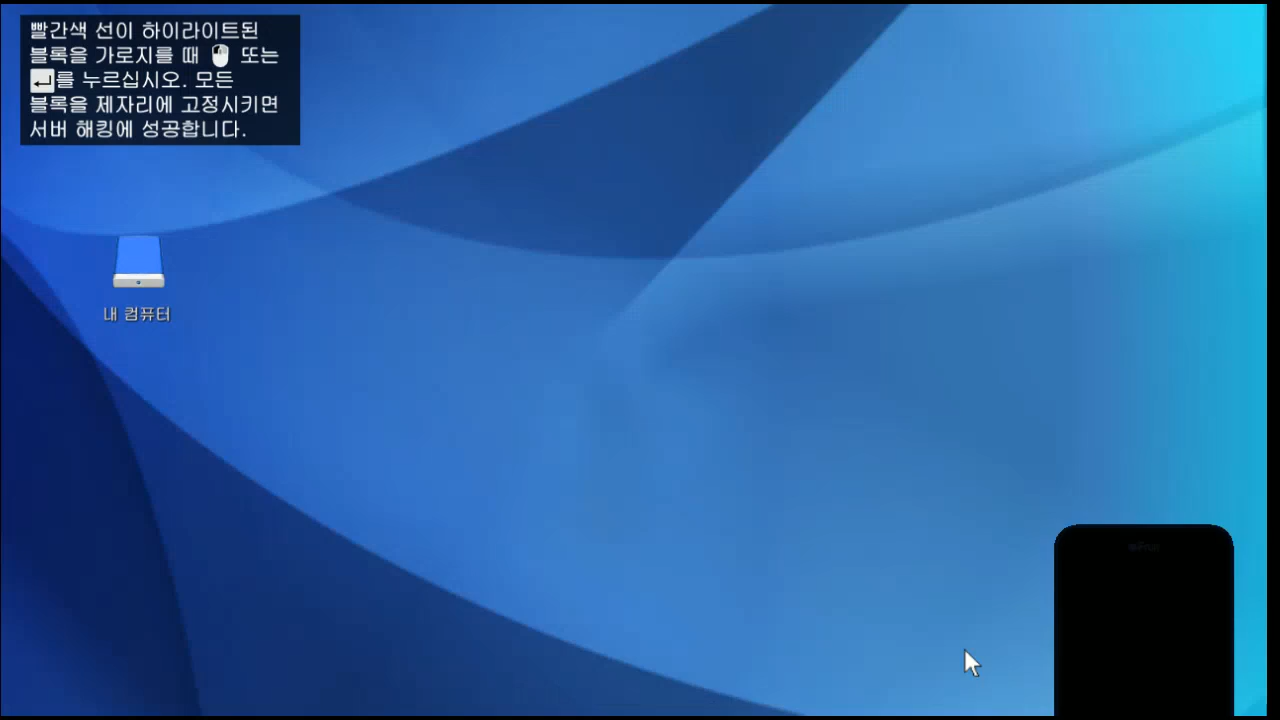 빨간색 선이 하이라이트된
블록을 가로지를 때 또는
를 누르십시오. 모든
블록을 제자리에 고정시키면
서버 해킹에 성공합니다.
내 컴퓨터